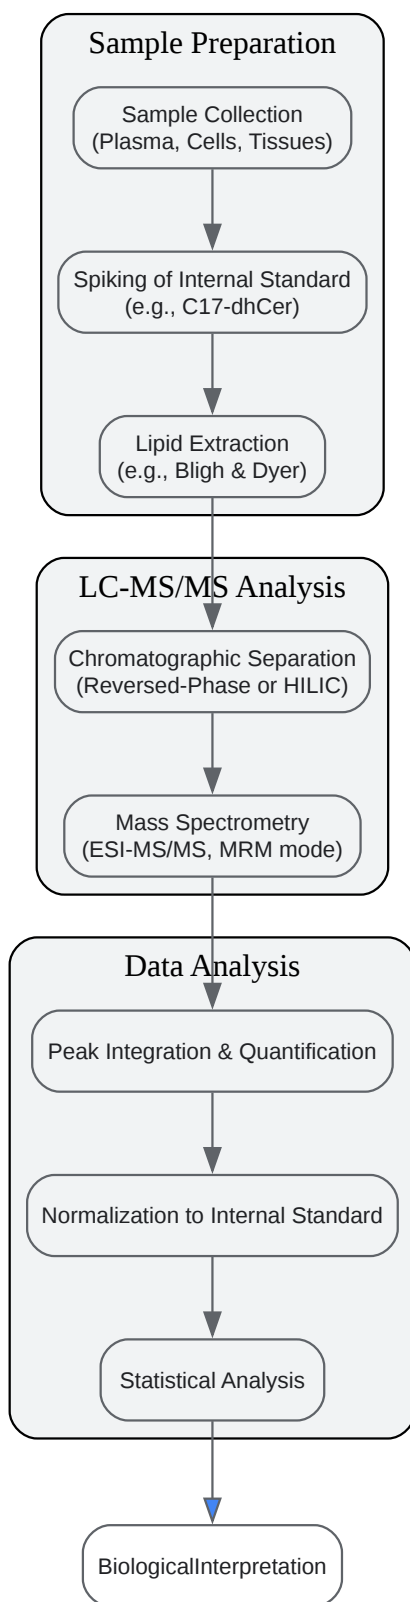 Sample Preparation
Sample Collection
(Plasma, Cells, Tissues)
Spiking of Internal Standard
(e.g., C17-dhCer)
Lipid Extraction
(e.g., Bligh & Dyer)
LC-MS/MS Analysis
Chromatographic Separation
(Reversed-Phase or HILIC)
Mass Spectrometry
(ESI-MS/MS, MRM mode)
Data Analysis
Peak Integration & Quantification
Normalization to Internal Standard
Statistical Analysis
BiologicalInterpretation